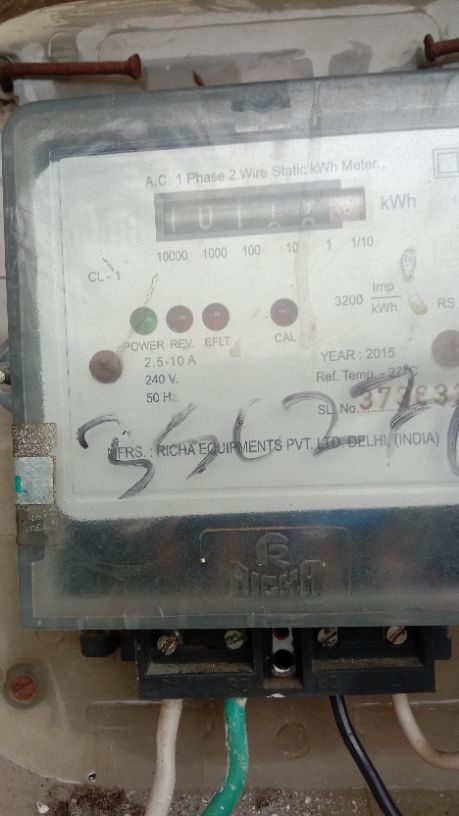 A.C. 1 Phase 2 Wire Static kWh Meter.
kWh
10000 1000 100 10 1 1/10
CL - 1
3200 Imp/kWh
RS
POWER REV. EFLT CAL
2.5-10 A
240 V.
50 Hz
YEAR : 2015
Ref. Temp. - 27°C
SL. No.
MFRS. : RICHA EQUIPMENTS PVT. LTD. DELHI, (INDIA)
R
RICHA